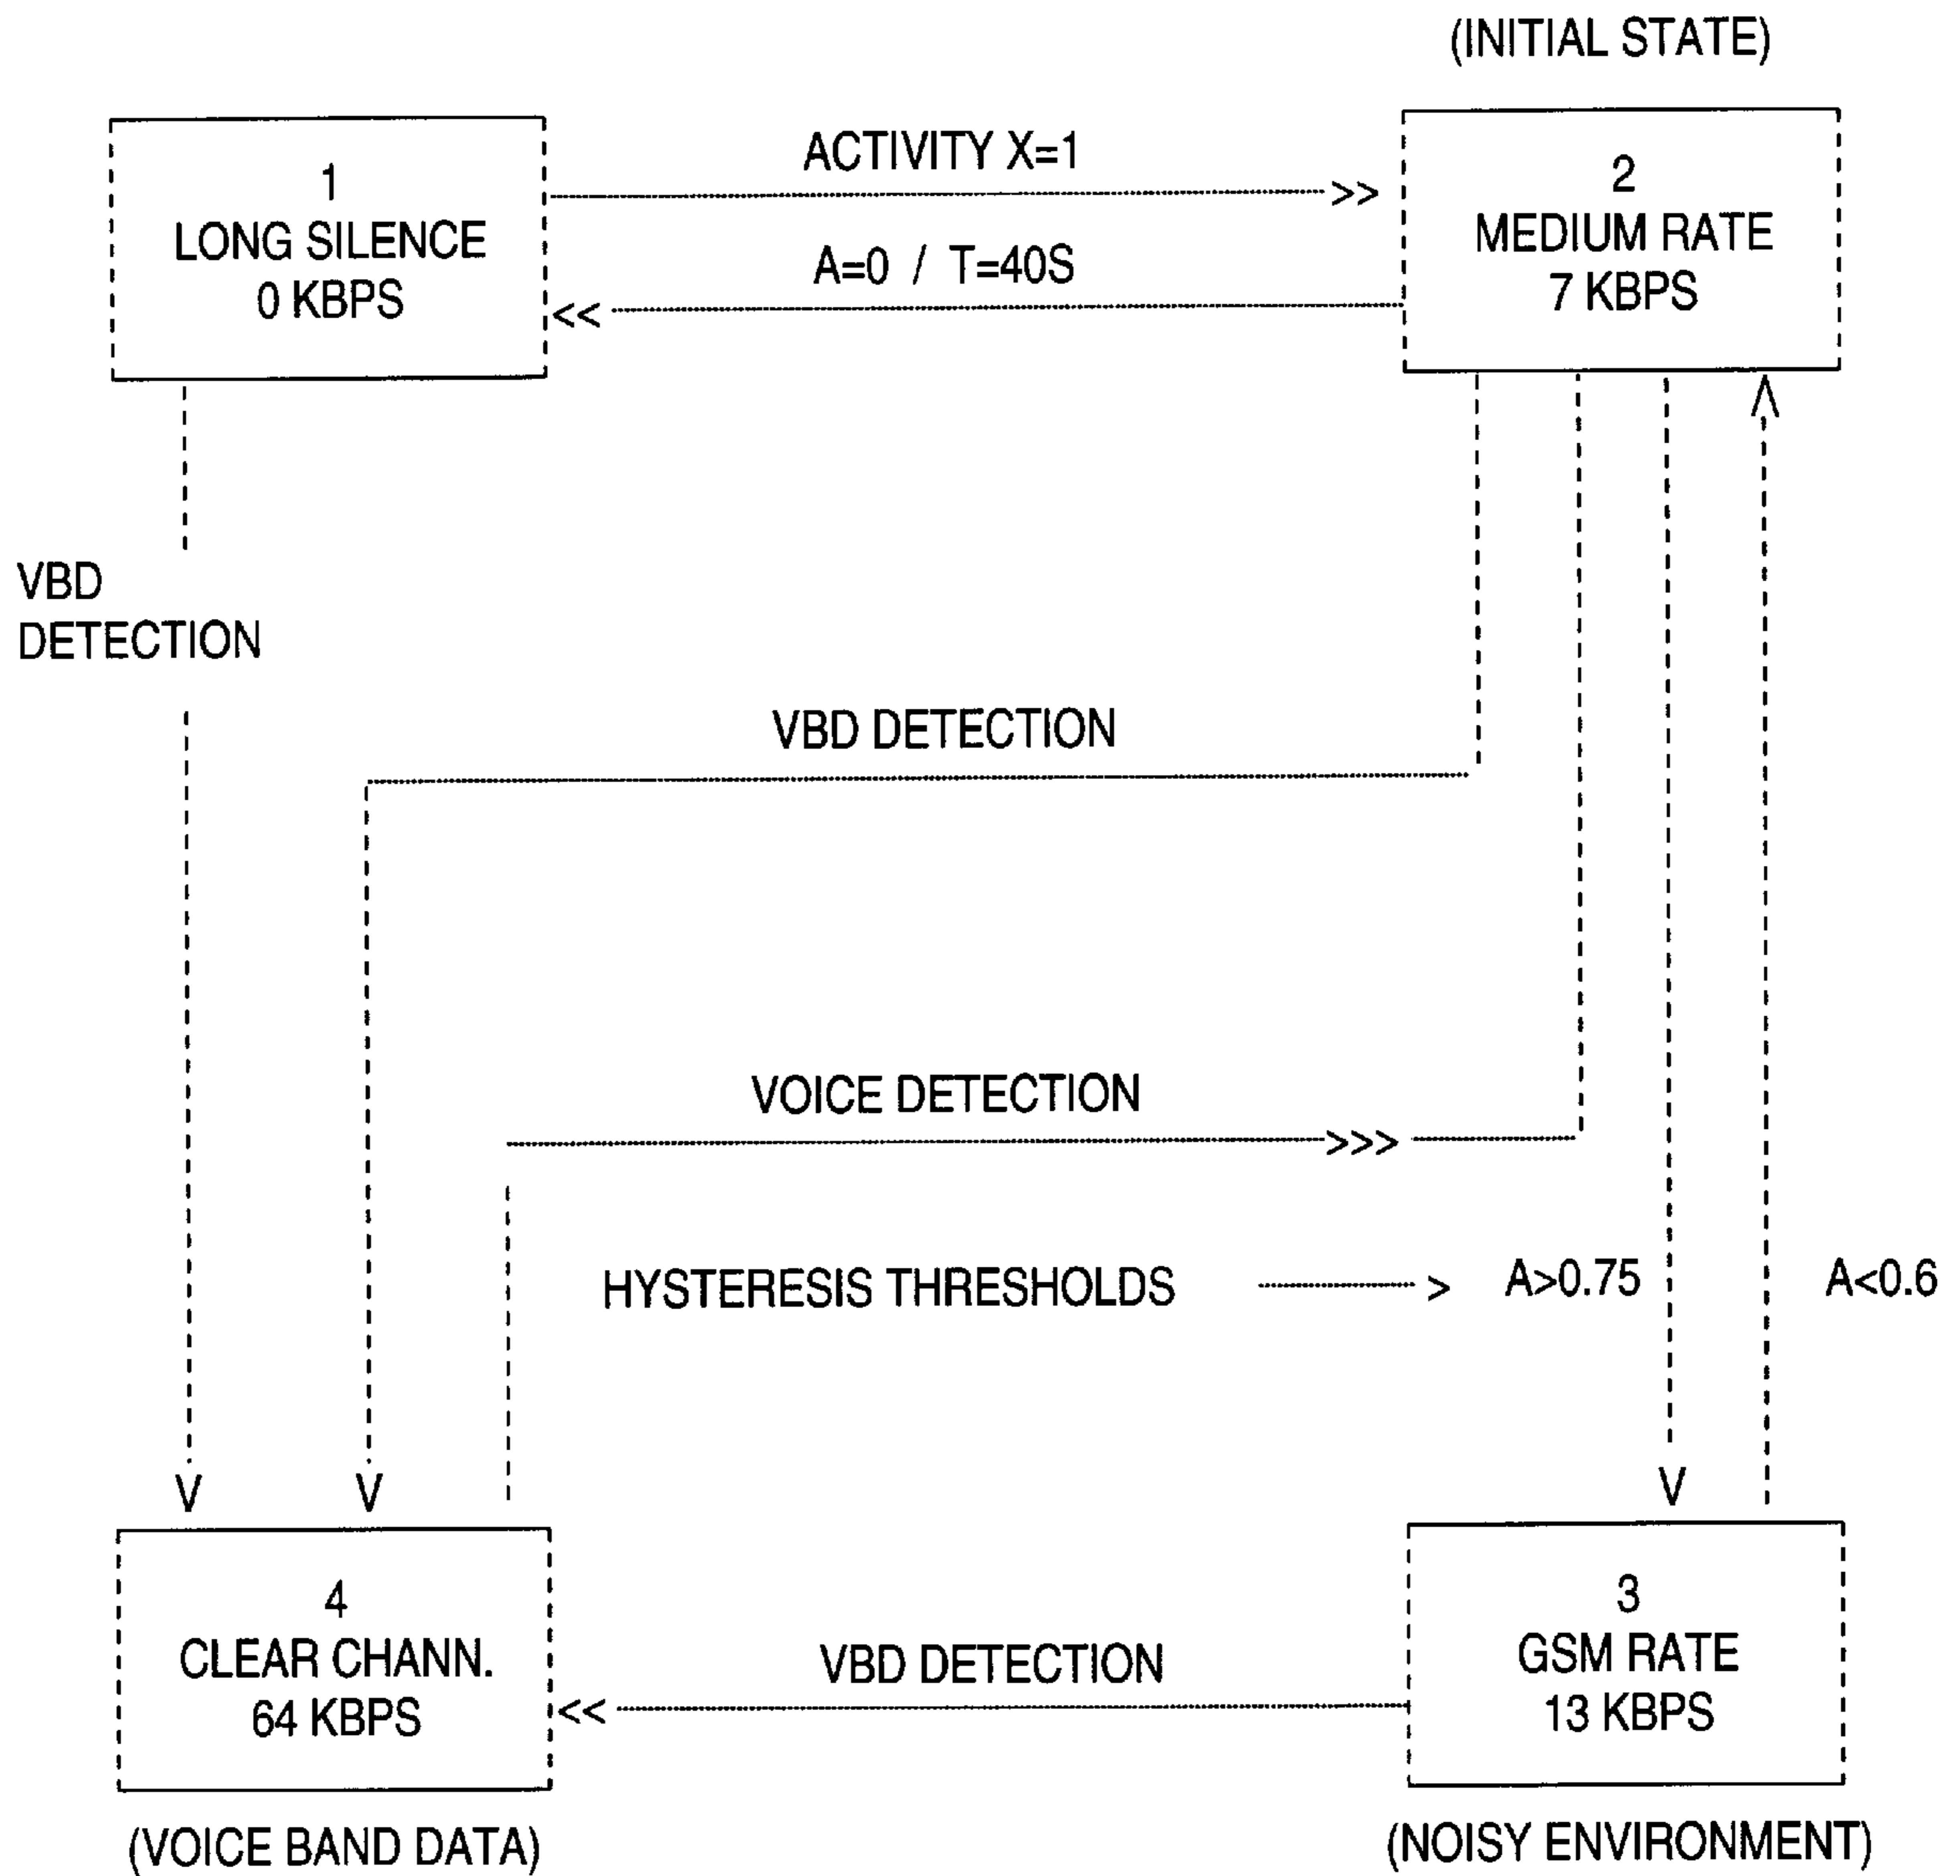 (INITIAL STATE)
1
LONG SILENCE
0 KBPS
ACTIVITY X=1
A=0 / T=40S
2
MEDIUM RATE
7 KBPS
VBD
DETECTION
VBD DETECTION
VOICE DETECTION
HYSTERESIS THRESHOLDS
A>0.75
A<0.6
4
CLEAR CHANN.
64 KBPS
VBD DETECTION
3
GSM RATE
13 KBPS
(VOICE BAND DATA)
(NOISY ENVIRONMENT)